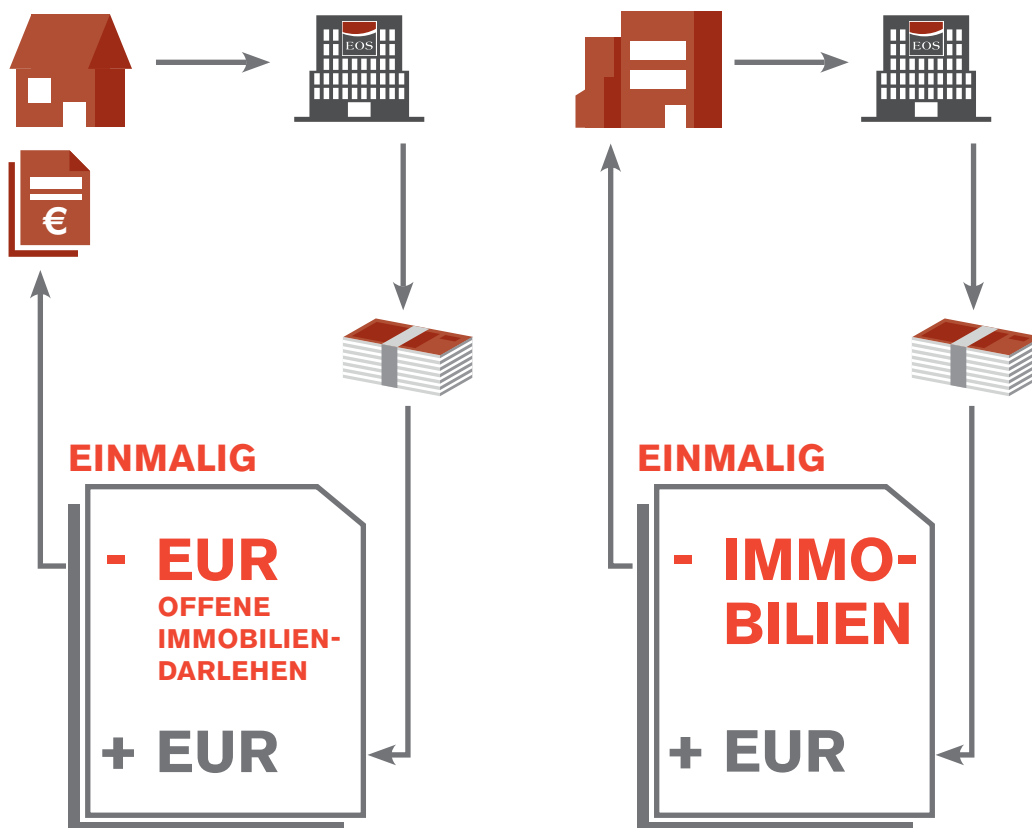 EOS
€
EINMALIG
- EUR
OFFENE
IMMOBILIEN-
DARLEHEN
+ EUR
EOS
EINMALIG
- IMMO-
BILIEN
+ EUR